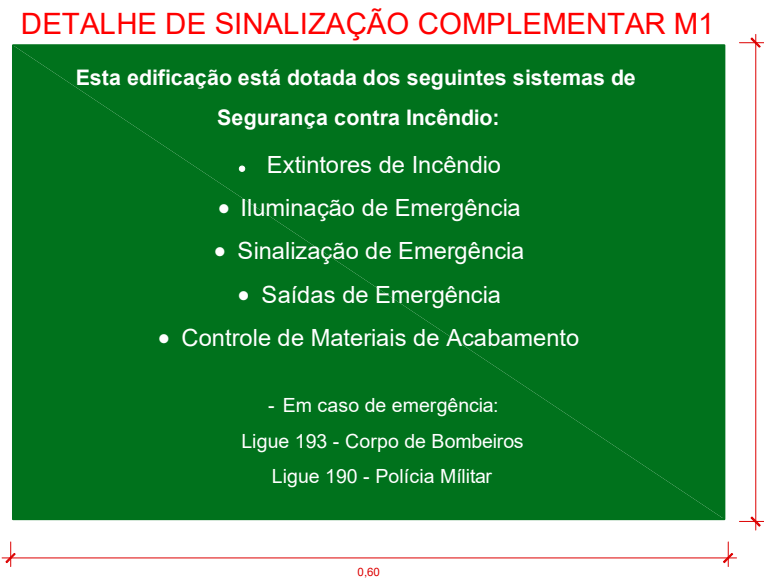 DETALHE DE SINALIZAÇÃO COMPLEMENTAR M1
Esta edificação está dotada dos seguintes sistemas de
Segurança contra Incêndio:
• Extintores de Incêndio
• Iluminação de Emergência
• Sinalização de Emergência
• Saídas de Emergência
• Controle de Materiais de Acabamento
- Em caso de emergência:
Ligue 193 - Corpo de Bombeiros
Ligue 190 - Polícia Mílitar
0,60